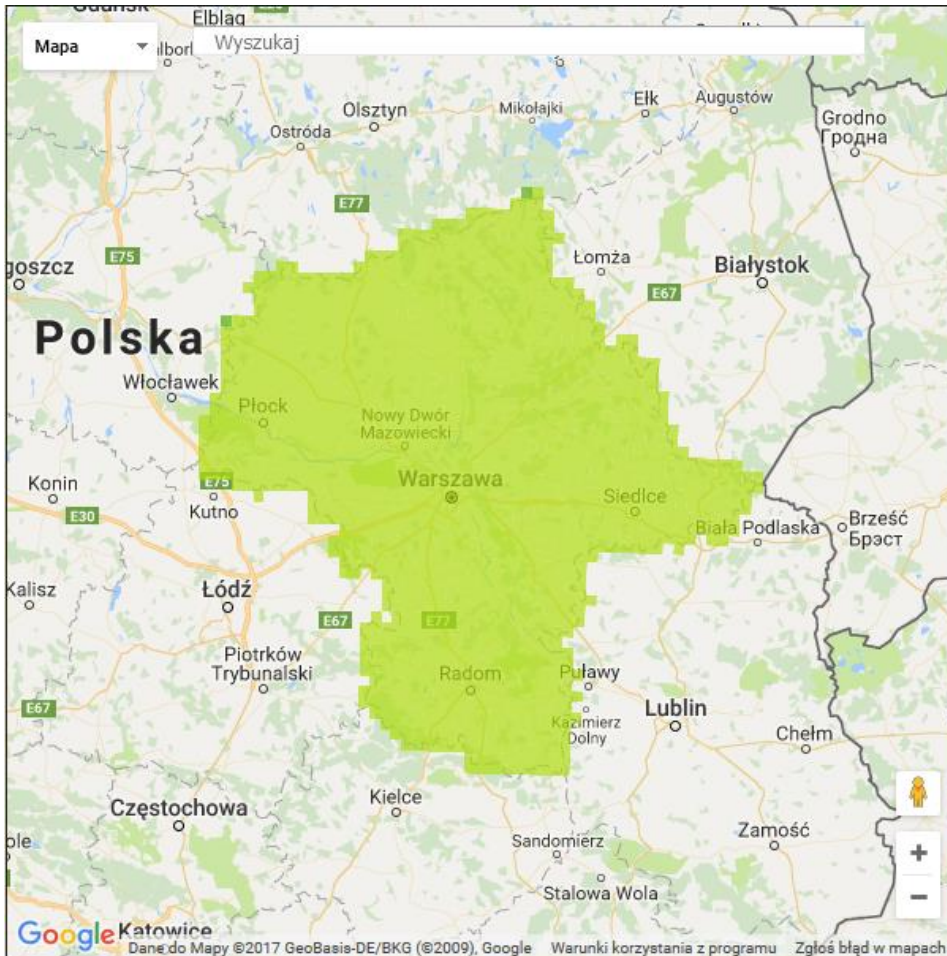 Elbląg
Mapa
Wyszukaj
Olsztyn
Mikołajki
Ełk
Augustów
Grodno
Гродна
Ostróda
E77
E75
Łomża
Białystok
E67
Polska
Włocławek
Płock
Nowy Dwór
Mazowiecki
Warszawa
E75
Konin
Kutno
Siedlce
E30
Biała Podlaska
Brześć
Брэст
Kalisz
Łódź
E67
E77
Piotrków
Trybunalski
Radom
Puławy
E67
Lublin
Kazimierz
Dolny
Chełm
Częstochowa
Kielce
Sandomierz
Zamość
Stalowa Wola
Google
Katowice
Dane do Mapy ©2017 GeoBasis-DE/BKG (©2009), Google Warunki korzystania z programu Zgłoś błąd w mapach